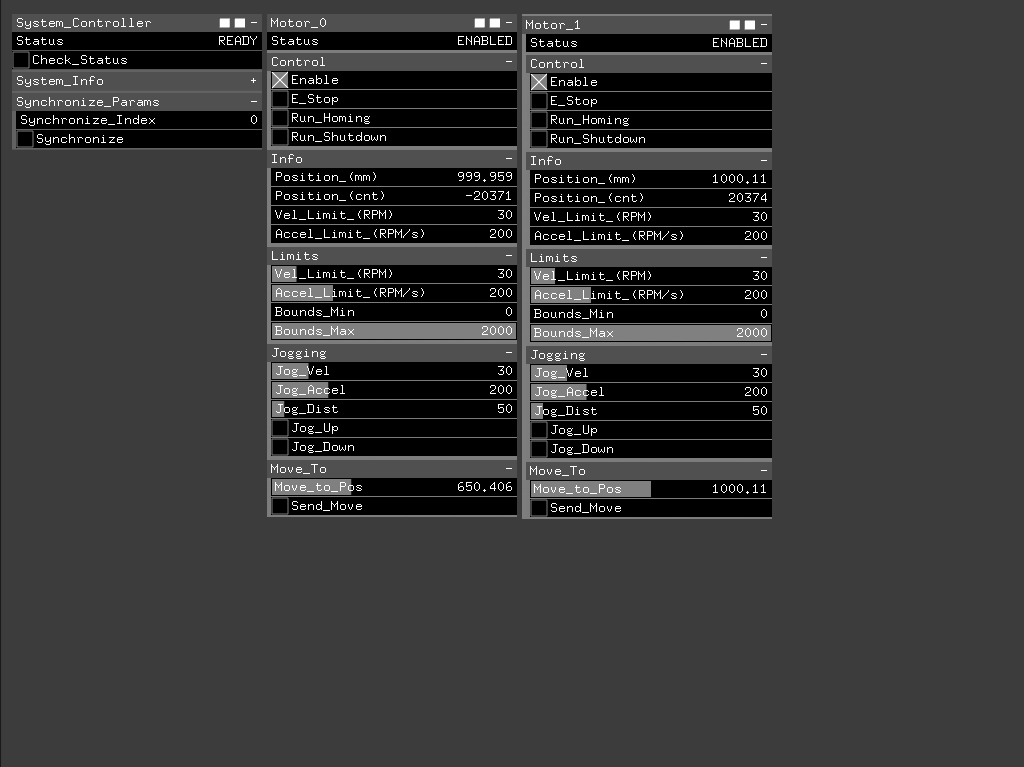 System_Controller -
Status READY
Check_Status
System_Info +
Synchronize_Params -
Synchronize_Index 0
Synchronize
Motor_0 -
Status ENABLED
Control -
Enable
E_Stop
Run_Homing
Run_Shutdown
Info -
Position_(mm) 999.959
Position_(cnt) -20371
Vel_Limit_(RPM) 30
Accel_Limit_(RPM/s) 200
Limits -
Vel_Limit_(RPM) 30
Accel_Limit_(RPM/s) 200
Bounds_Min 0
Bounds_Max 2000
Jogging -
Jog_Vel 30
Jog_Accel 200
Jog_Dist 50
Jog_Up
Jog_Down
Move_To -
Move_to_Pos 650.406
Send_Move
Motor_1 -
Status ENABLED
Control -
Enable
E_Stop
Run_Homing
Run_Shutdown
Info -
Position_(mm) 1000.11
Position_(cnt) 20374
Vel_Limit_(RPM) 30
Accel_Limit_(RPM/s) 200
Limits -
Vel_Limit_(RPM) 30
Accel_Limit_(RPM/s) 200
Bounds_Min 0
Bounds_Max 2000
Jogging -
Jog_Vel 30
Jog_Accel 200
Jog_Dist 50
Jog_Up
Jog_Down
Move_To -
Move_to_Pos 1000.11
Send_Move